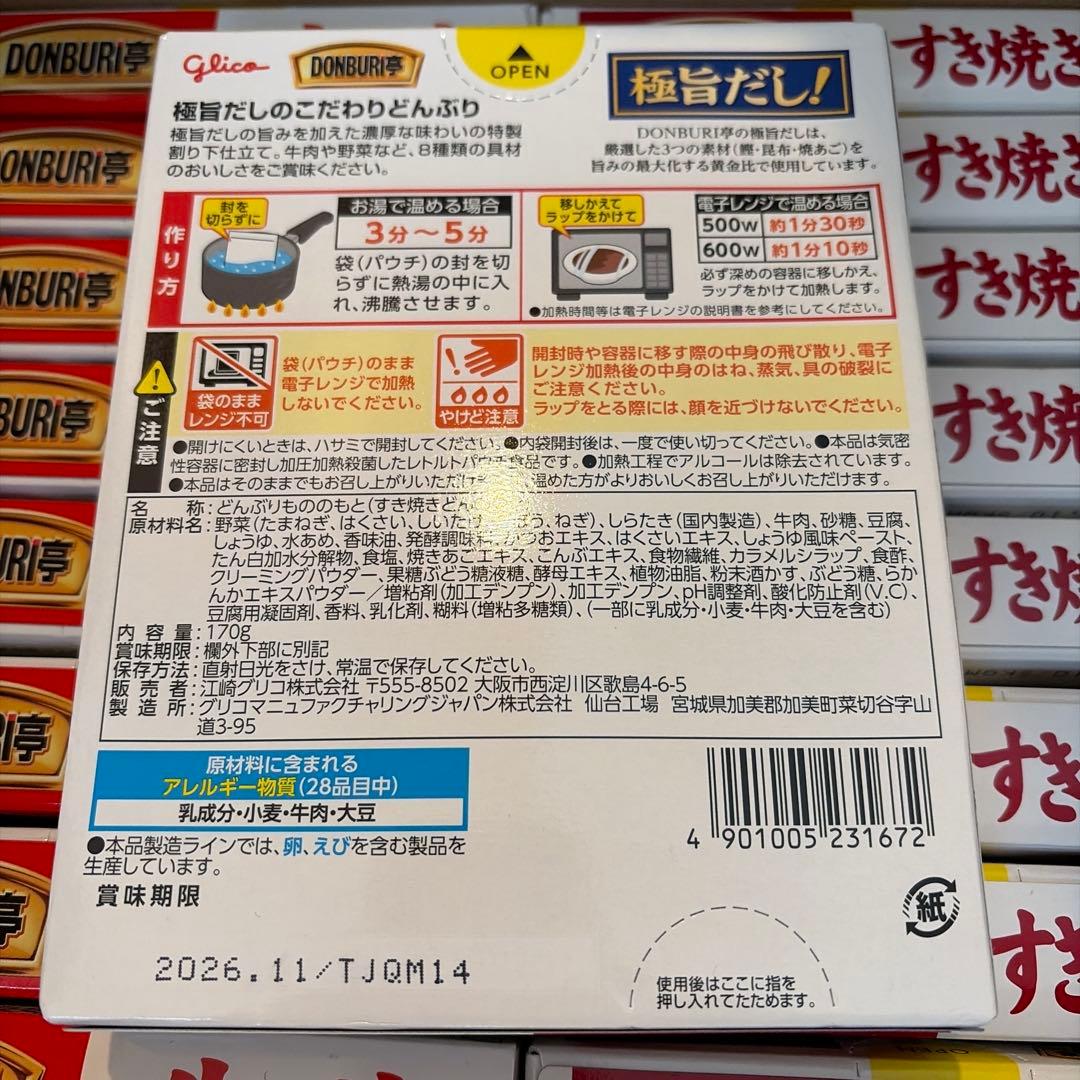 DONBURI亭
すき焼き
ONBURI亭
すき焼
NBURI亭
すき焼
BURI亭
すき焼
URI亭
すき焼
RI亭
すき
亭
すき
Glico
DONBURI亭
OPEN
極旨だし!
極旨だしのこだわりどんぶり
極旨だしの旨みを加えた濃厚な味わいの特製
割り下仕立て。牛肉や野菜など、8種類の具材
のおいしさをご賞味ください。
DONBURI亭の極旨だしは、
厳選した3つの素材(鰹・昆布・焼あご)を
旨みの最大化する黄金比で使用しています。
作り方
封を
切らずに
お湯で温める場合
3分〜5分
袋(パウチ)の封を切
らずに熱湯の中に入
れ、沸騰させます。
移しかえて
ラップをかけて
電子レンジで温める場合
500w 約1分30秒
600w 約1分10秒
必ず深めの容器に移しかえ、
ラップをかけて加熱します。
●加熱時間等は電子レンジの説明書を参考にしてください。
ご注意
袋のまま
レンジ不可
袋(パウチ)のまま
電子レンジで加熱
しないでください。
やけど注意
開封時や容器に移す際の中身の飛び散り、電子
レンジ加熱後の中身のはね、蒸気、具の破裂に
ご注意ください。
ラップをとる際には、顔を近づけないでください。
●開けにくいときは、ハサミで開封してください。●内袋開封後は、一度で使い切ってください。●本品は気密
性容器に密封し加圧加熱殺菌したレトルトパウチ食品です。●加熱工程でアルコールは除去されています。
●本品はそのままでもお召し上がりいただけ 温めた方がよりおいしくお召し上がりいただけます。
名 称:どんぶりもののもと(すき焼きどん
原材料名:野菜(たまねぎ、はくさい、しいたけ ぼう、ねぎ)、しらたき(国内製造)、牛肉、砂糖、豆腐、
しょうゆ、水あめ、香味油、発酵調味料、かつおエキス、はくさいエキス、しょうゆ風味ペースト、
たん白加水分解物、食塩、焼きあごエキス、こんぶエキス、食物繊維、カラメルシラップ、食酢、
クリーミングパウダー、果糖ぶどう糖液糖、酵母エキス、植物油脂、粉末酒かす、ぶどう糖、らか
んかエキスパウダー/増粘剤(加工デンプン)、加工デンプン、pH調整剤、酸化防止剤(V.C)、
豆腐用凝固剤、香料、乳化剤、糊料(増粘多糖類)、(一部に乳成分・小麦・牛肉・大豆を含む)
内容量:170g
賞味期限:欄外下部に別記
保存方法:直射日光をさけ、常温で保存してください。
販売者:江崎グリコ株式会社 〒555-8502 大阪市西淀川区歌島4-6-5
製造所:グリコマニュファクチャリングジャパン株式会社 仙台工場 宮城県加美郡加美町菜切谷字山
道3-95
原材料に含まれる
アレルギー物質(28品目中)
乳成分・小麦・牛肉・大豆
●本品製造ラインでは、卵、えびを含む製品を
生産しています。
賞味期限
2026.11/TJQM14
4 901005 231672
紙
使用後はここに指を
押し入れてたためます。
OPEN